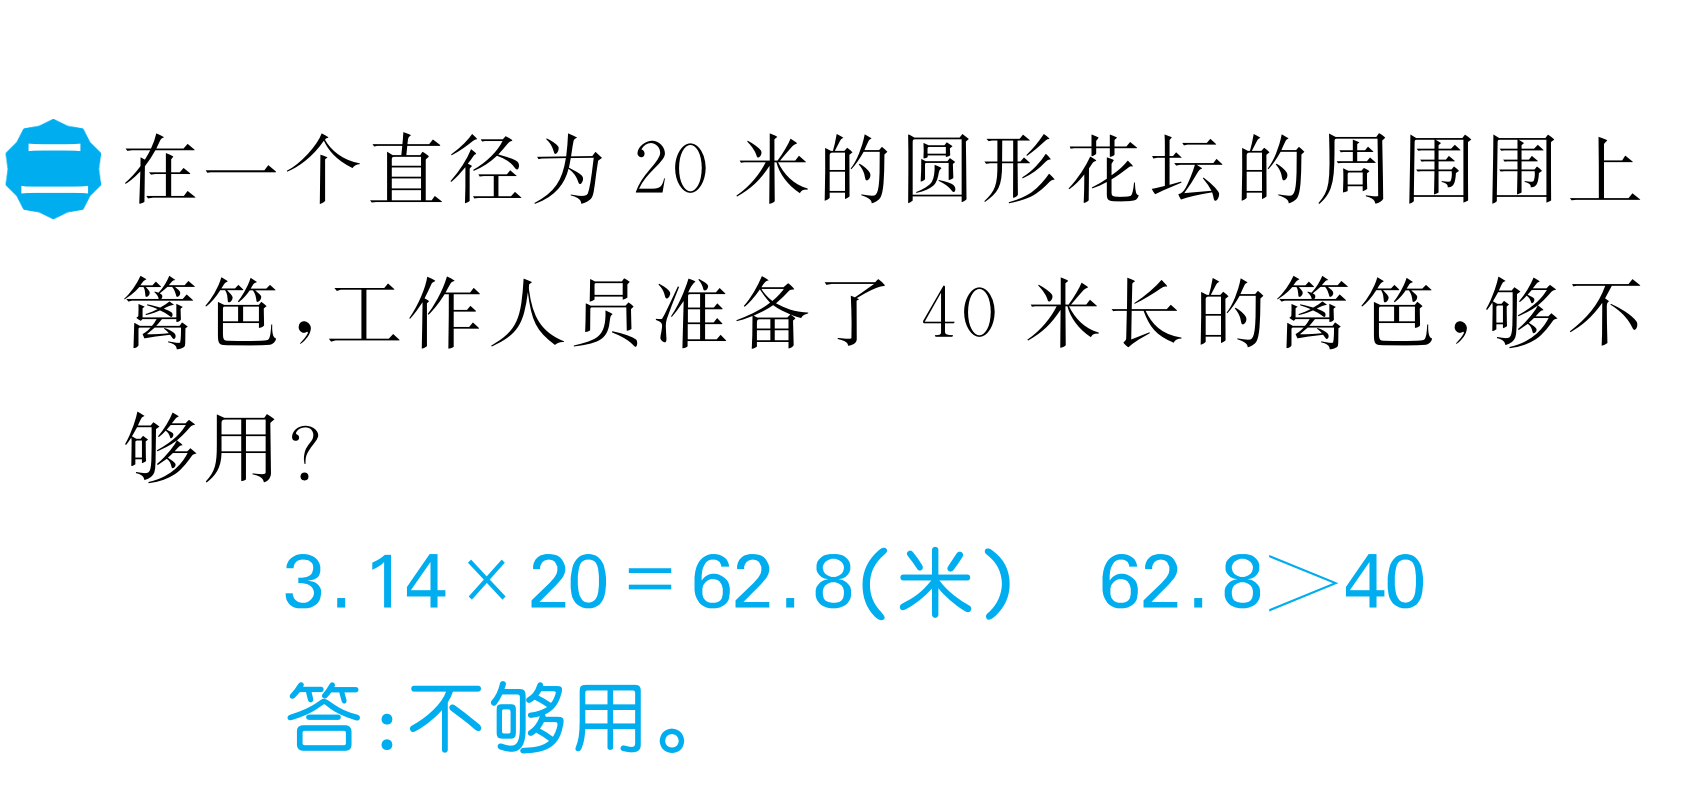 二 在一个直径为 20 米的圆形花坛的周围围上
篱笆,工作人员准备了 40 米长的篱笆,够不
够用?
3.14×20=62.8(米) 62.8>40
答:不够用。